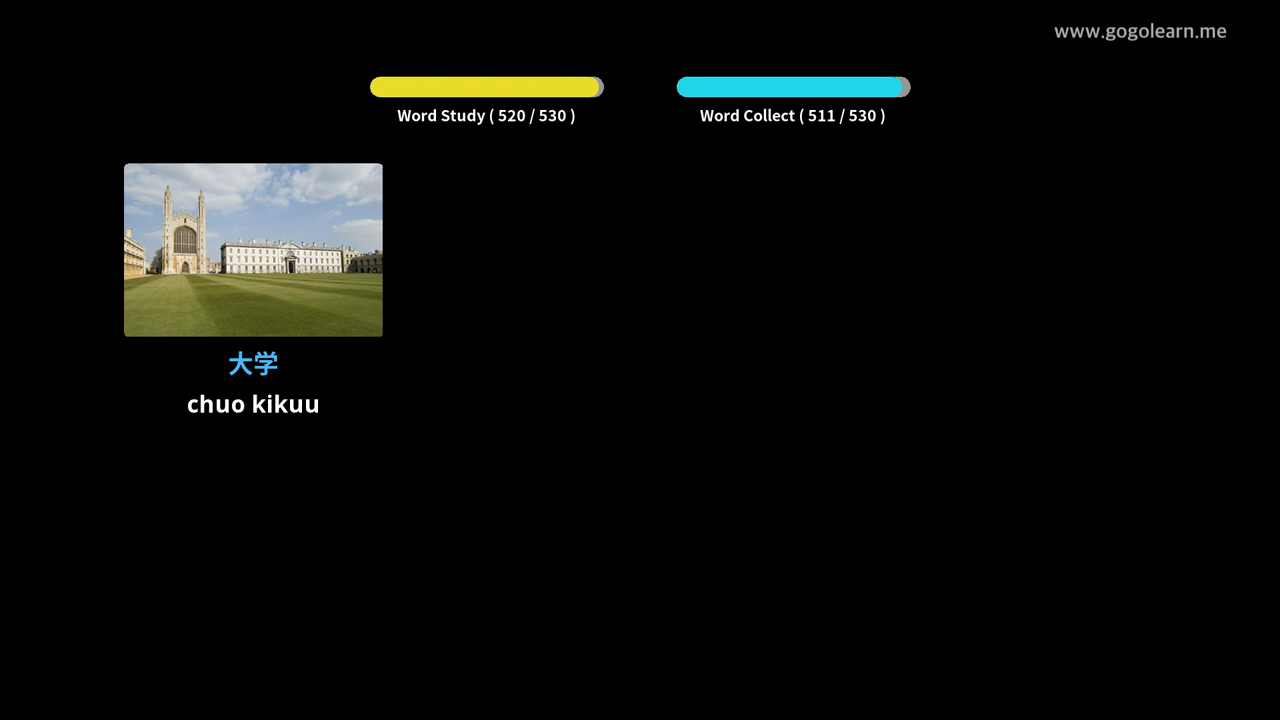 www.gogolearn.me
Word Study ( 520 / 530 )
Word Collect ( 511 / 530 )
大学
chuo kikuu